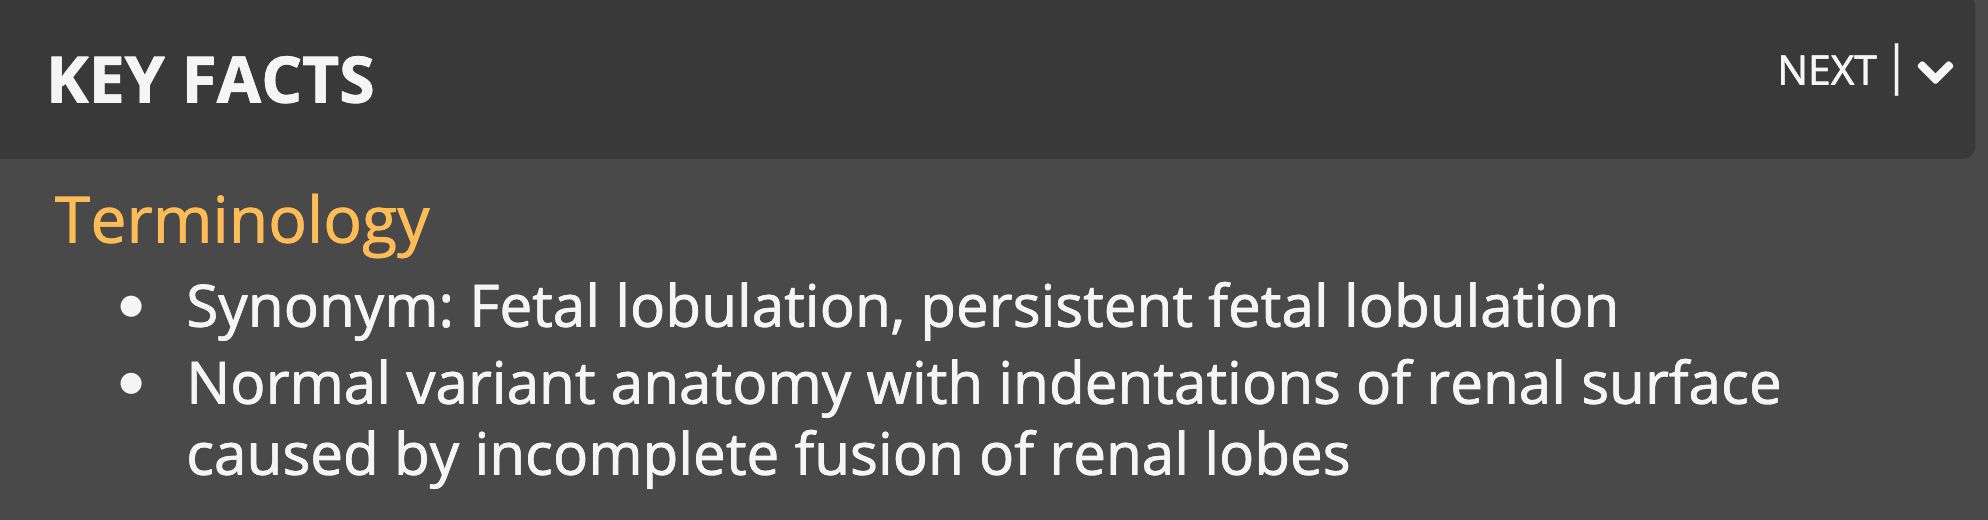 KEY FACTS
NEXT
Terminology
• Synonym: Fetal lobulation, persistent fetal lobulation
• Normal variant anatomy with indentations of renal surface
caused by incomplete fusion of renal lobes